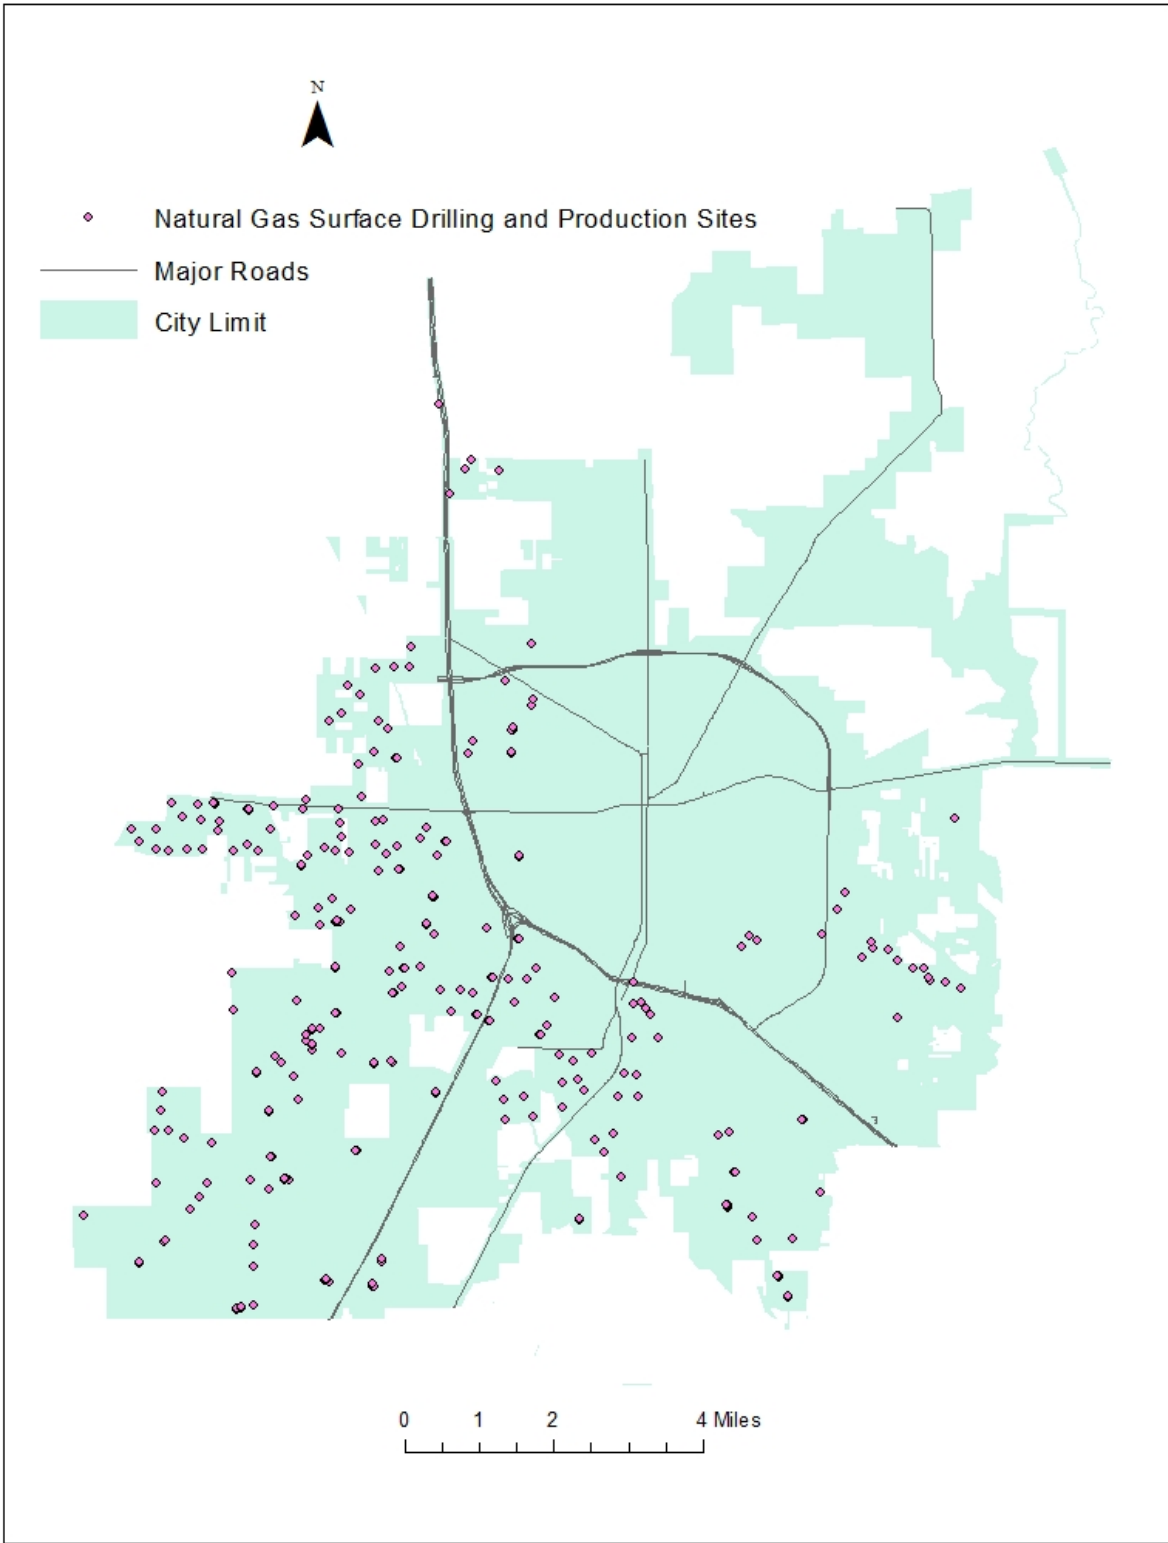 N
Natural Gas Surface Drilling and Production Sites
Major Roads
City Limit
0 1 2 4 Miles